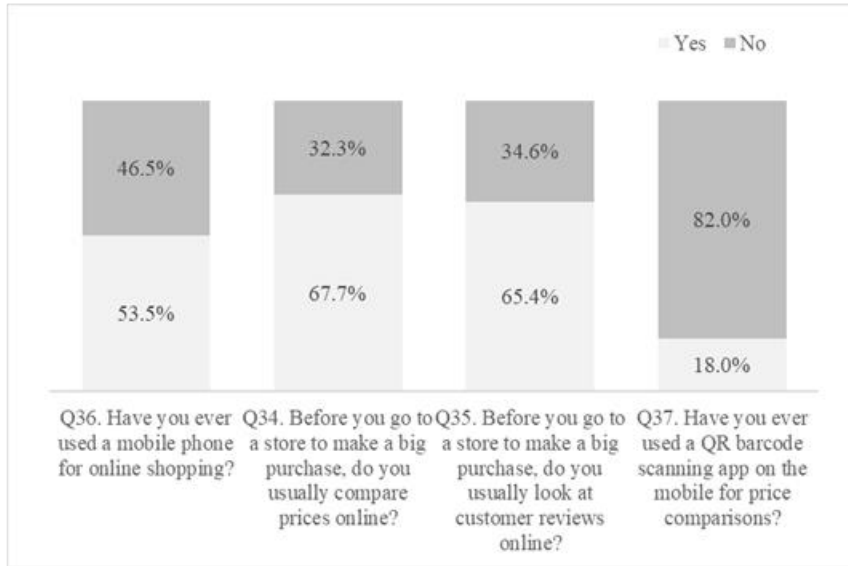 Yes No
46.5% 32.3% 34.6% 82.0%
53.5% 67.7% 65.4% 18.0%
Q36. Have you ever
used a mobile phone
for online shopping?
Q34. Before you go to
a store to make a big
purchase, do you
usually compare
prices online?
Q35. Before you go to
a store to make a big
purchase, do you
usually look at
customer reviews
online?
Q37. Have you ever
used a QR barcode
scanning app on the
mobile for price
comparisons?